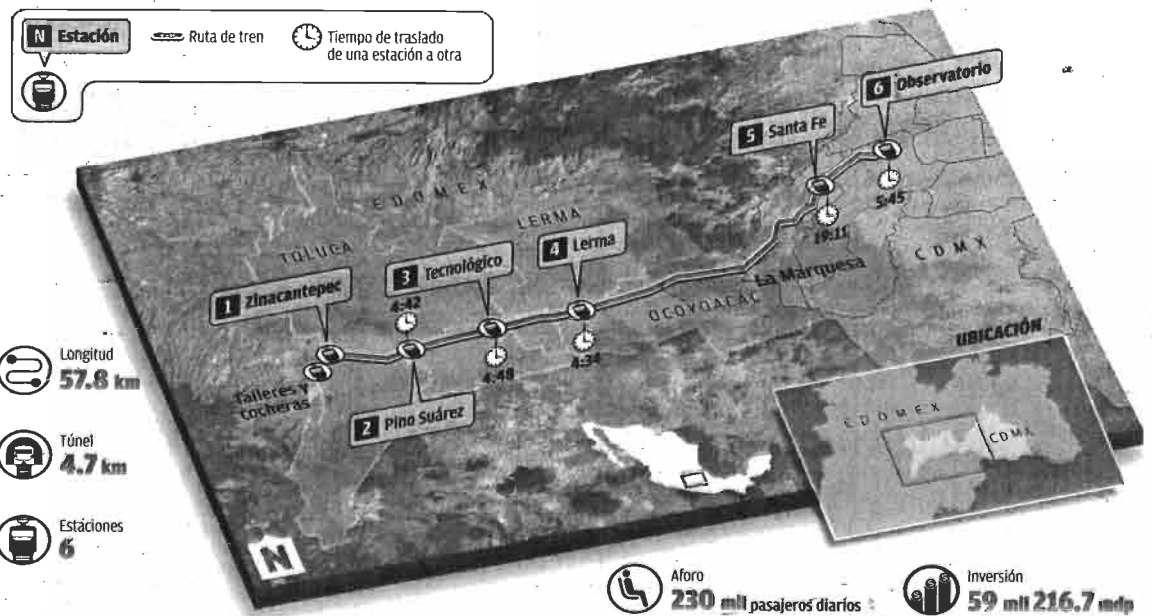 N Estación
Ruta de tren
Tiempo de traslado
de una estación a otra
6 Observatorio
5 Santa Fe
5:45
19:11
EDOMEX
LERMA
TOLUCA
4 Lerma
3 Tecnológico
CDMX
La Marquesa
1 Zinacantepec
4:42
OCOYOACAC
4:48
4:34
Talleres y
cocheras
2 Pino Suárez
UBICACIÓN
EDOMEX
CDMX
Longitud
57.8 km
Túnel
4.7 km
Estáciones
6
N
Aforo
230 mil pasajeros diarios
Inversión
59 mil 216.7 mdp